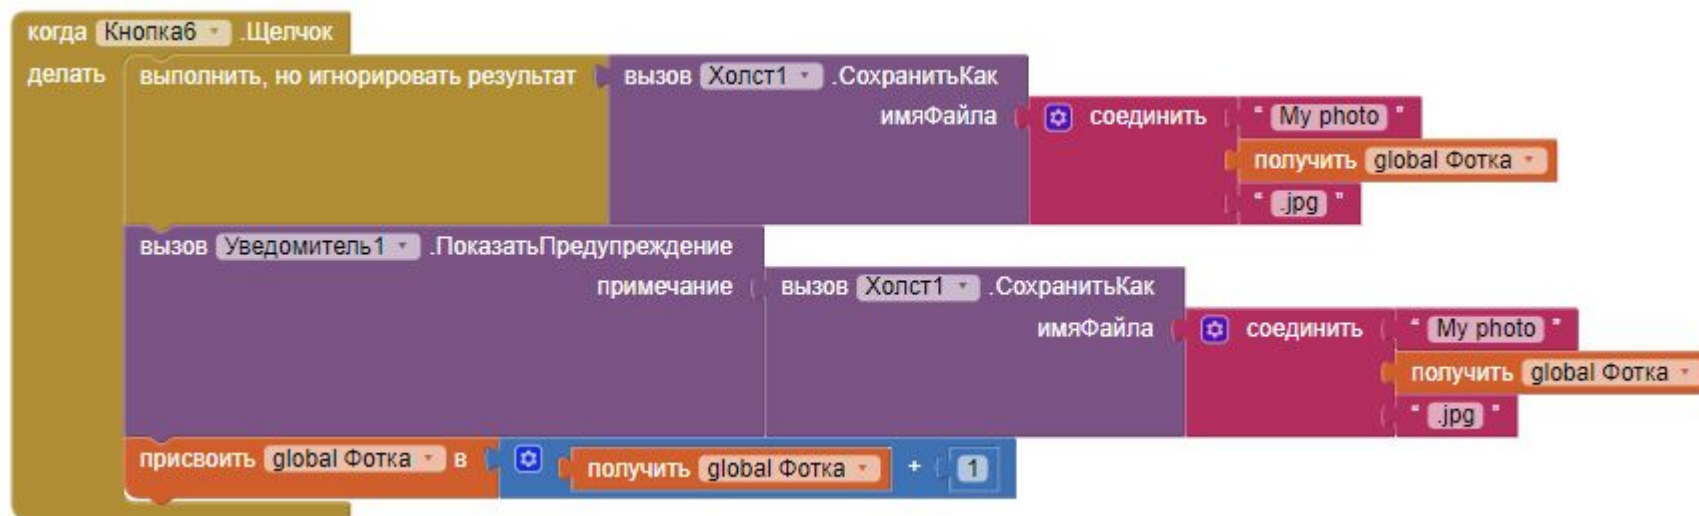 когда Кнопка6 .Щелчок
делать выполнить, но игнорировать результат вызов Холст1 .СохранитьКак
имяФайла соединить " My photo "
получить global Фотка
" .jpg "
вызов Уведомитель1 .ПоказатьПредупреждение
примечание вызов Холст1 .СохранитьКак
имяФайла соединить " My photo "
получить global Фотка
" .jpg "
присвоить global Фотка в получить global Фотка + 1